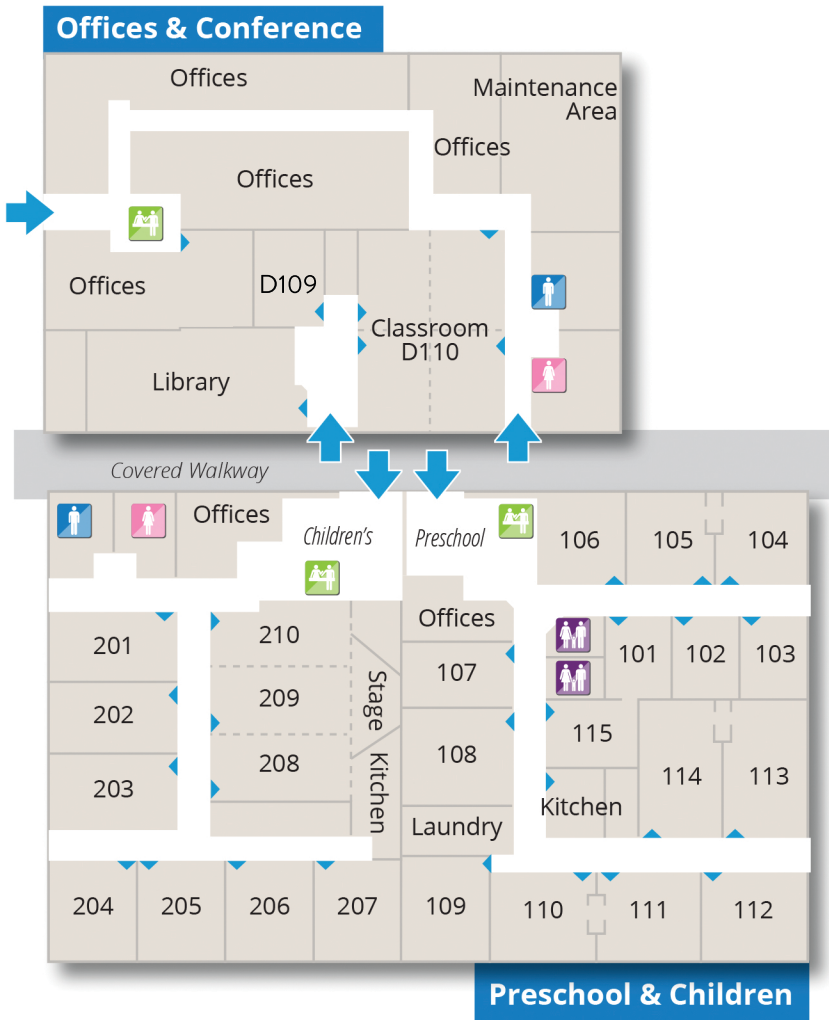 Offices & Conference
Offices
Maintenance
Area
Offices
Offices
Offices
D109
Classroom
D110
Library
Covered Walkway
Offices
Children's
Preschool
106
105
104
201
210
Offices
101
102
103
107
202
209
Stage
115
108
114
113
203
208
Kitchen
Kitchen
Laundry
204
205
206
207
109
110
111
112
Preschool & Children